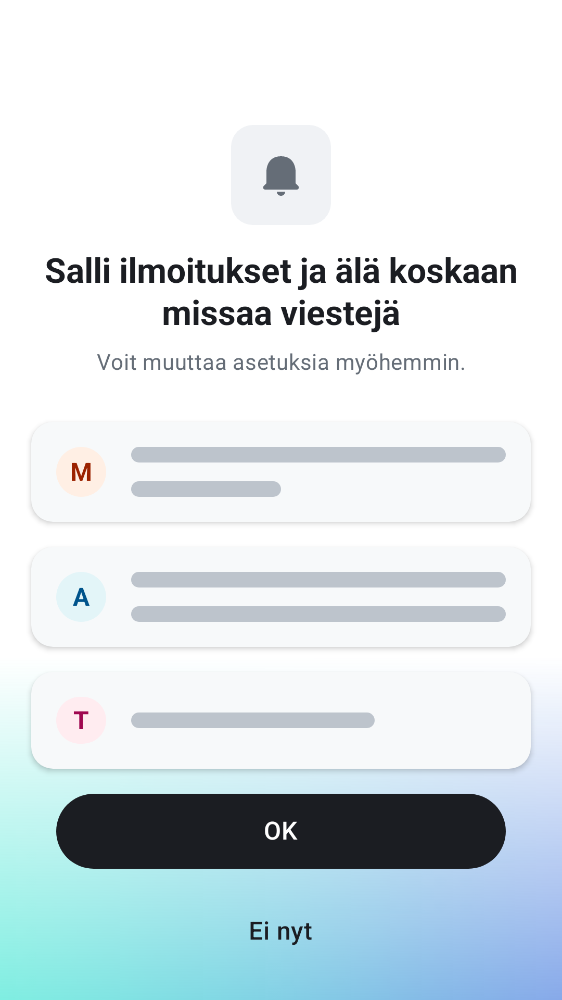 Salli ilmoitukset ja älä koskaan
missaa viestejä
Voit muuttaa asetuksia myöhemmin.
M
A
T
OK
Ei nyt